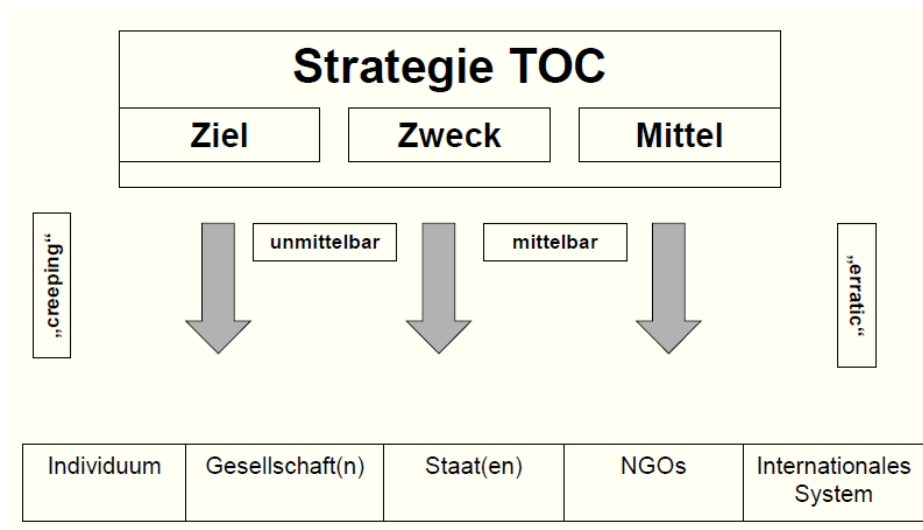 Strategie TOC
Ziel
Zweck
Mittel
„creeping“
unmittelbar
mittelbar
„erratic“
Individuum
Gesellschaft(n)
Staat(en)
NGOs
Internationales
System